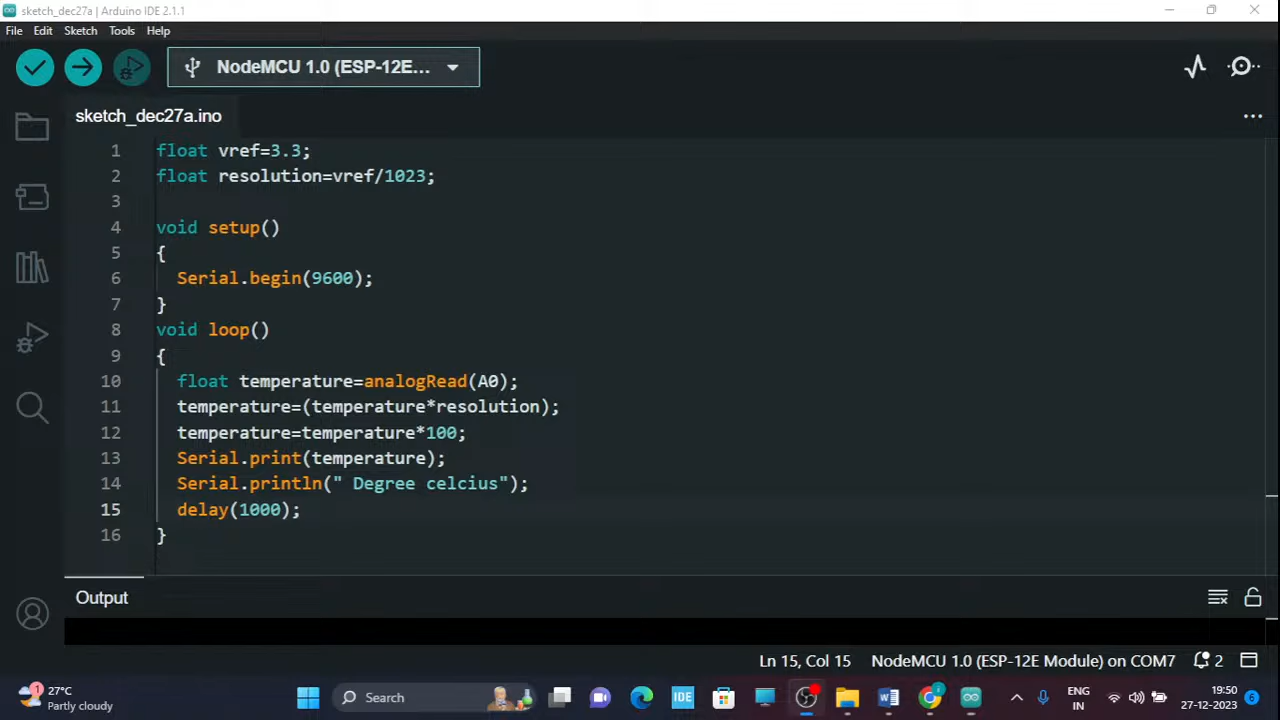 sketch_dec27a | Arduino IDE 2.1.1
File Edit Sketch Tools Help
NodeMCU 1.0 (ESP-12E...
sketch_dec27a.ino
1 float vref=3.3;
2 float resolution=vref/1023;
3
4 void setup()
5 {
6 Serial.begin(9600);
7 }
8 void loop()
9 {
10 float temperature=analogRead(A0);
11 temperature=(temperature*resolution);
12 temperature=temperature*100;
13 Serial.print(temperature);
14 Serial.println(" Degree celcius");
15 delay(1000);
16 }
Output
Ln 15, Col 15 NodeMCU 1.0 (ESP-12E Module) on COM7 2
1 27°C
Partly cloudy
Search
IDE
ENG
IN
19:50
27-12-2023
6